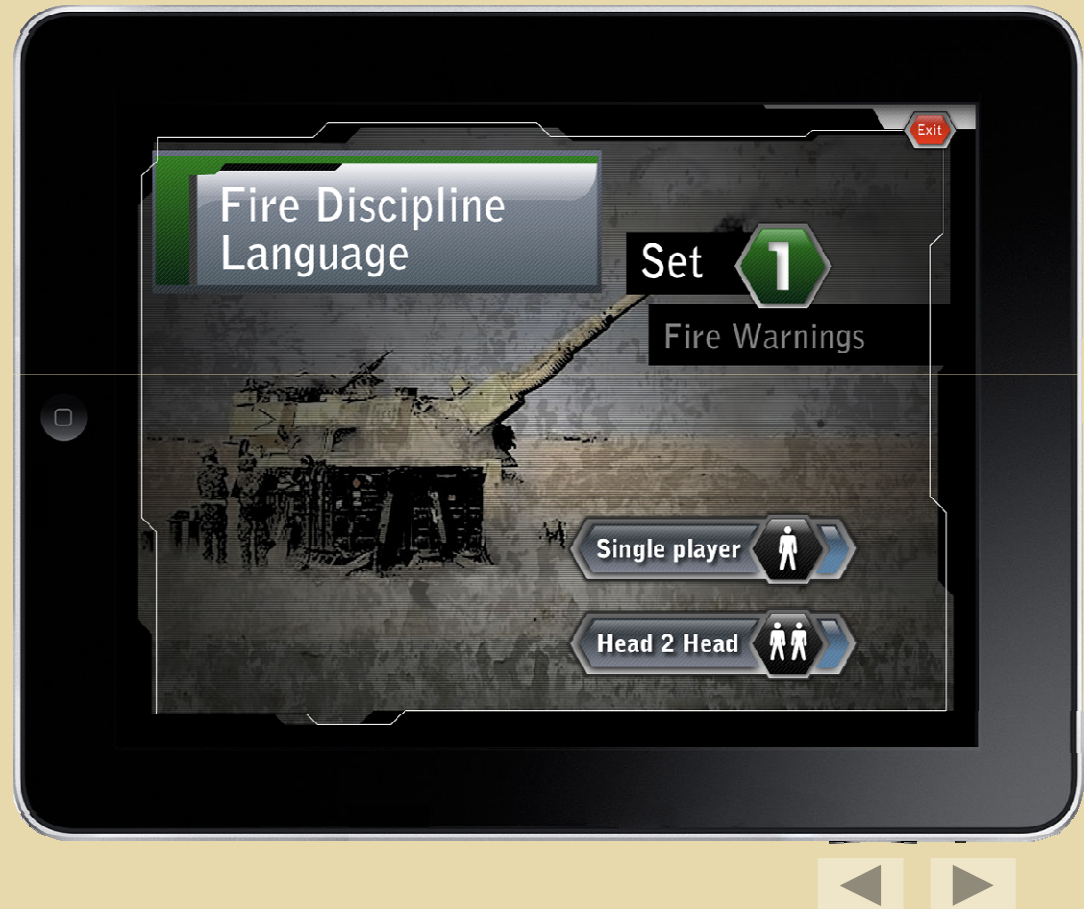 Exit
Fire Discipline
Language
Set 1
Fire Warnings
Single player
Head 2 Head